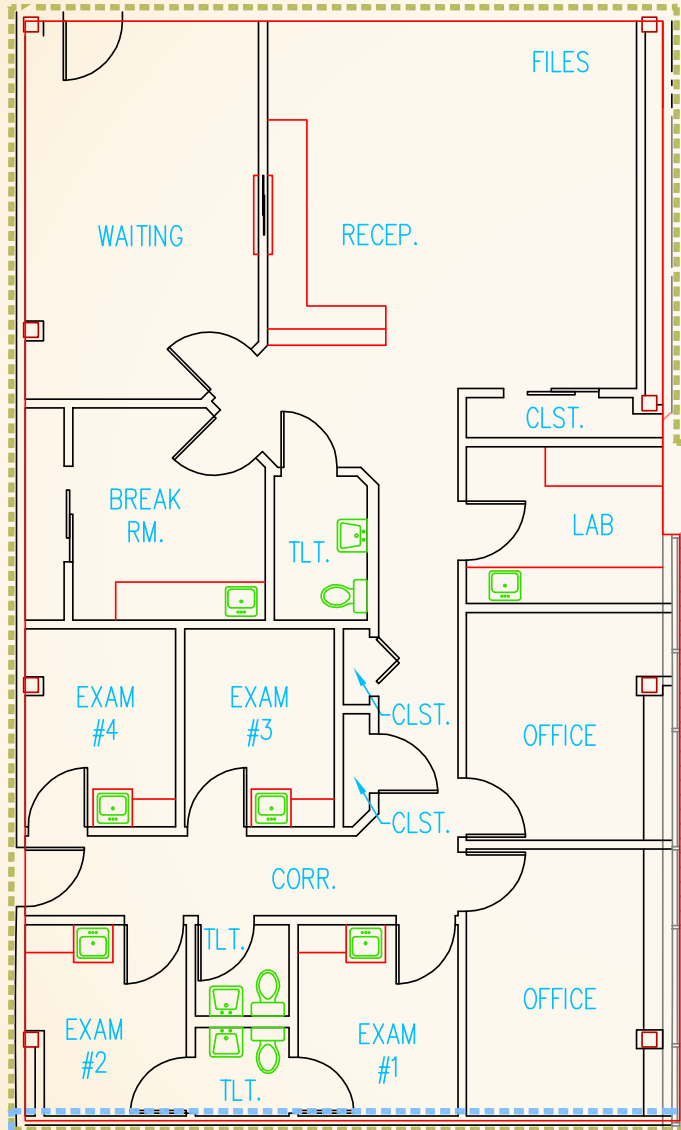 FILES
WAITING
RECEP.
CLST.
BREAK
RM.
LAB
TLT.
EXAM
#4
EXAM
#3
CLST.
OFFICE
CLST.
CORR.
TLT.
EXAM
#2
EXAM
#1
OFFICE
TLT.